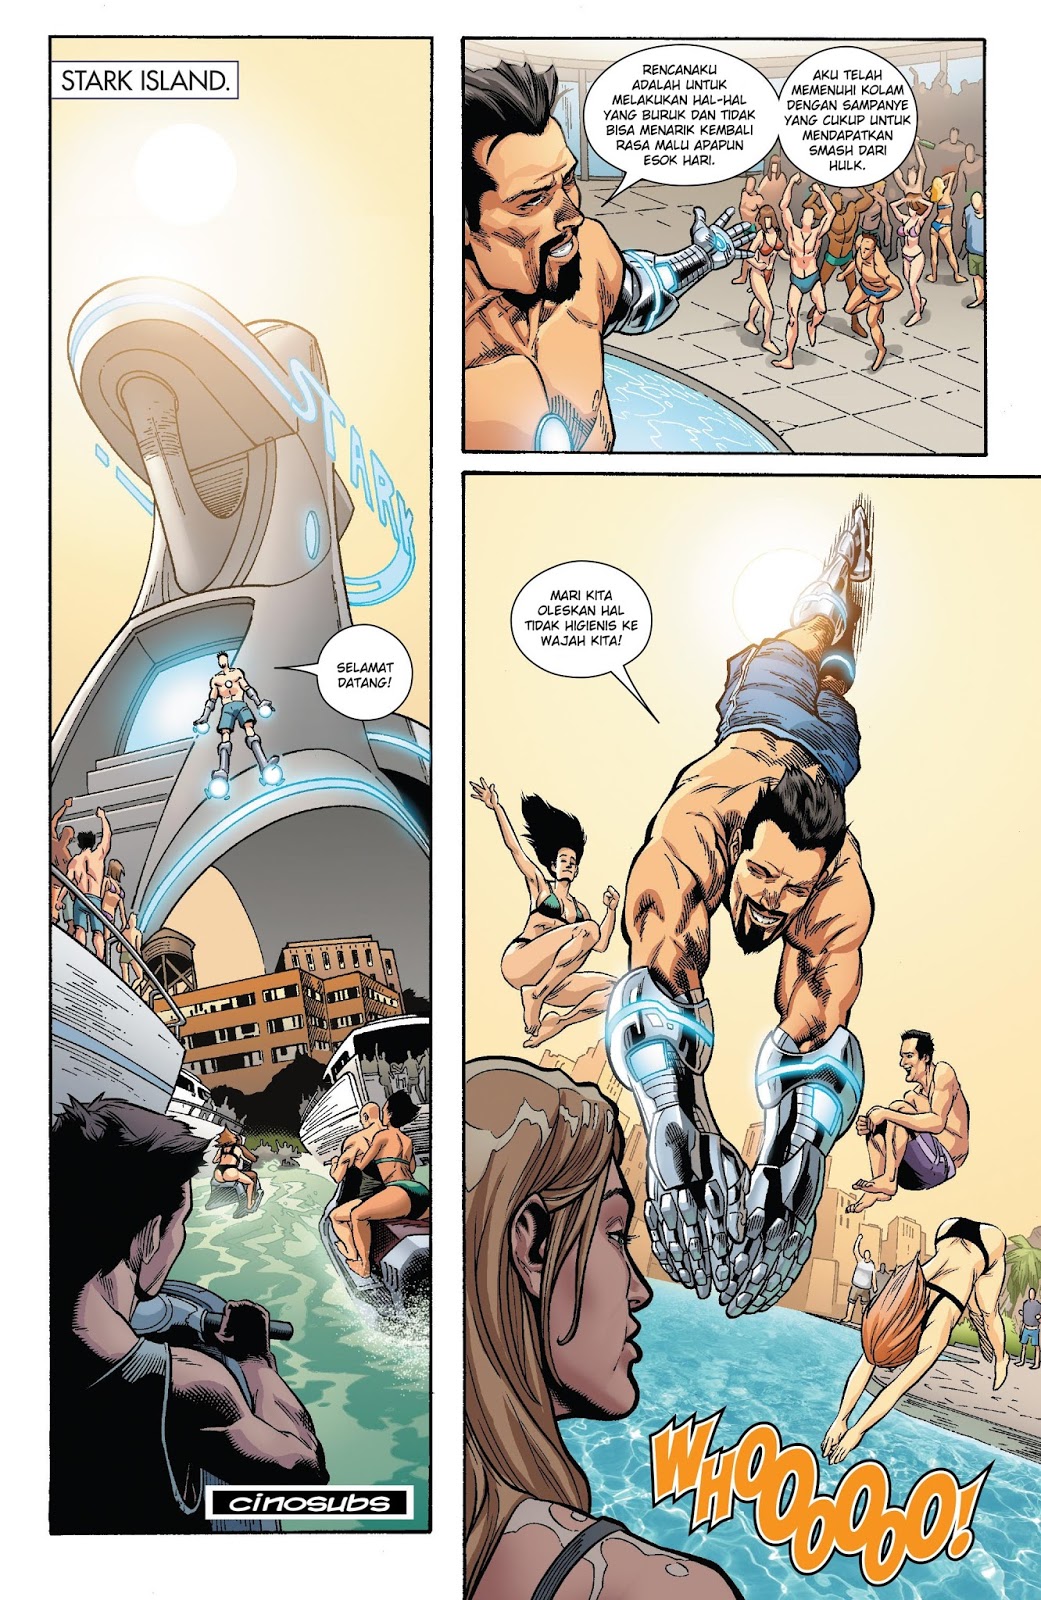 STARK ISLAND.
STARK
SELAMAT
DATANG!
cinosubs
RENCANAKU
ADALAH UNTUK
MELAKUKAN HAL-HAL
YANG BURUK DAN TIDAK
BISA MENARIK KEMBALI
RASA MALU APAPUN
ESOK HARI.
AKU TELAH
MEMENUHI KOLAM
DENGAN SAMPANYE
YANG CUKUP UNTUK
MENDAPATKAN
SMASH DARI
HULK.
MARI KITA
OLESKAN HAL
TIDAK HIGIENIS KE
WAJAH KITA!
WHOOOOOOO!